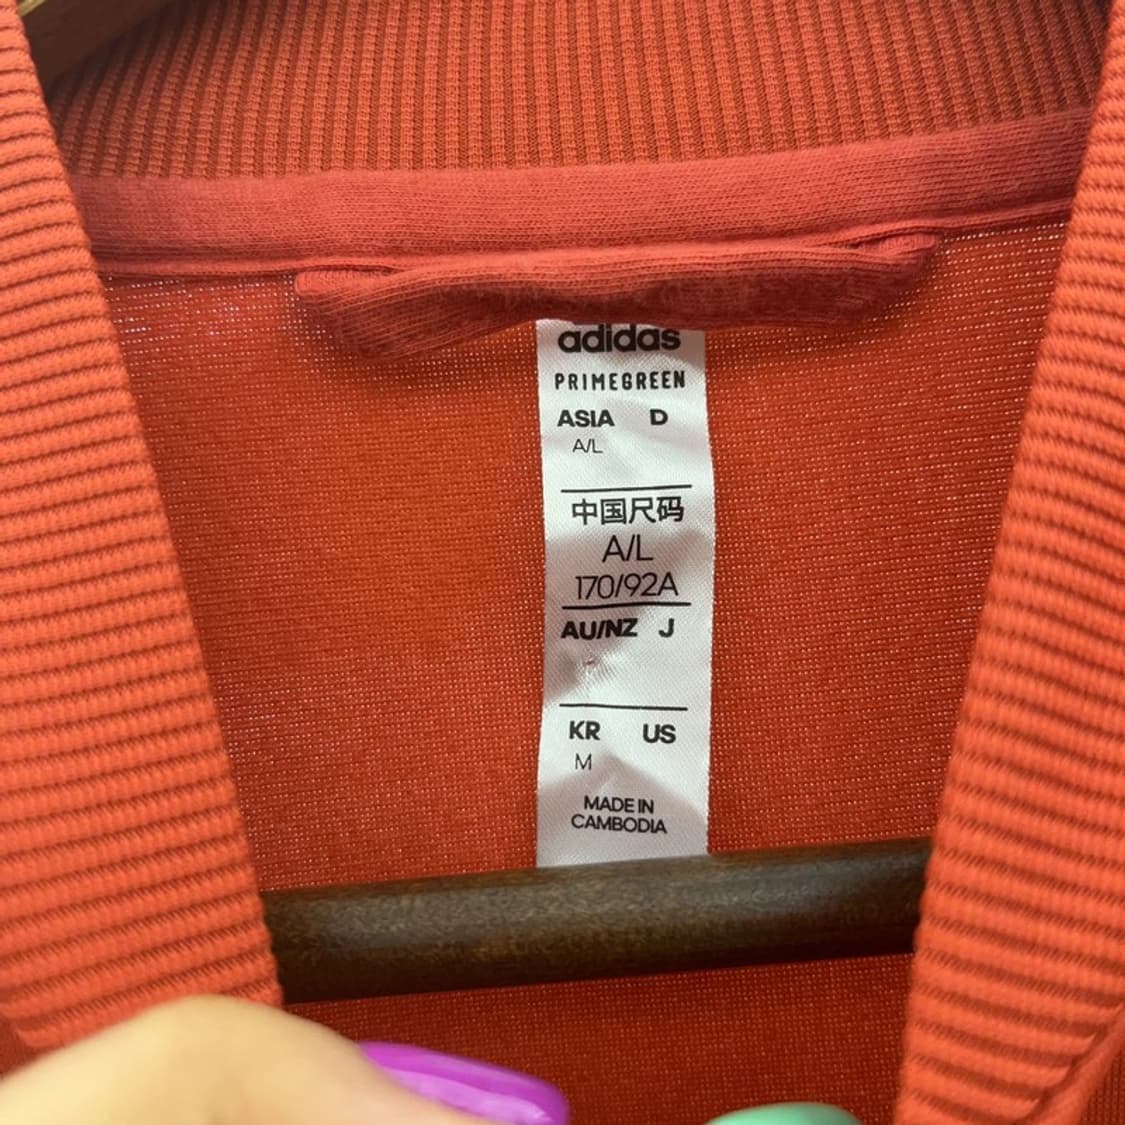 adidas
PRIMEGREEN
ASIA D
A/L
中国尺码
A/L
170/92A
AU/NZ J
KR US
M
MADE IN
CAMBODIA